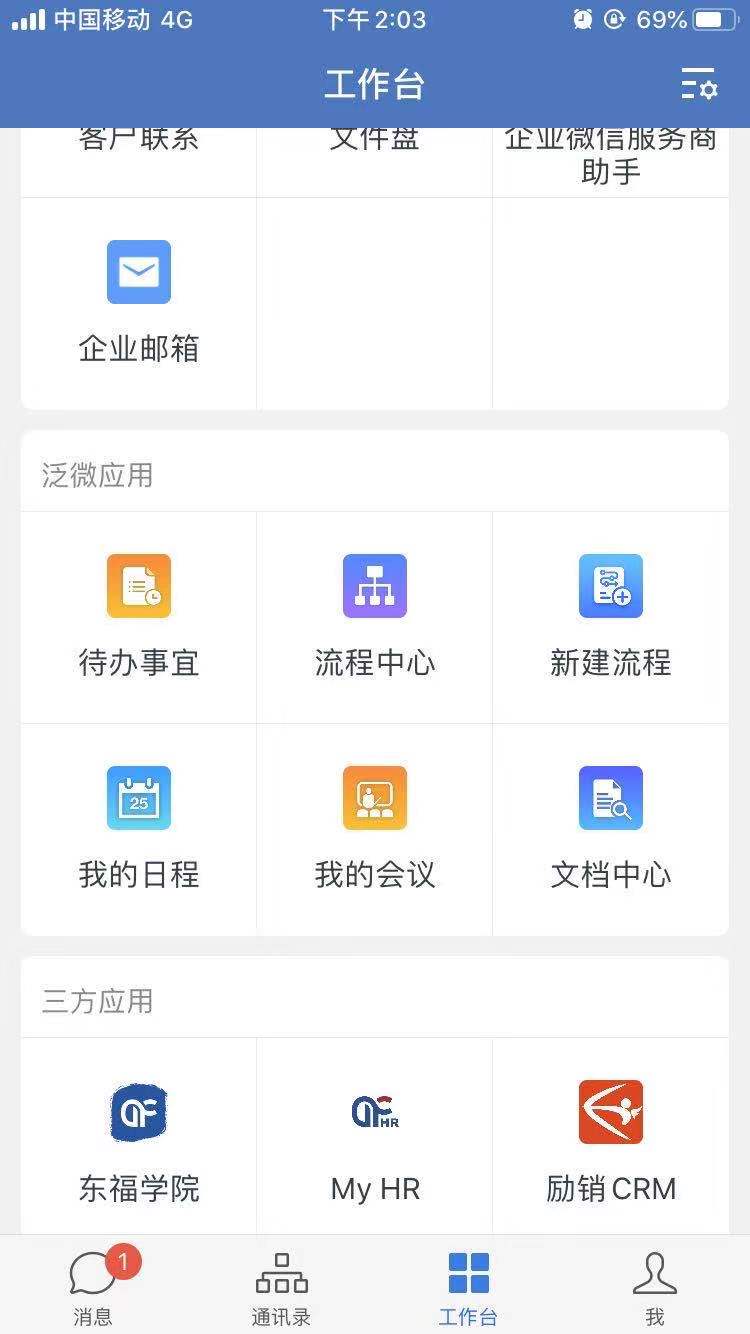 中国移动 4G 下午2:03 69%
工作台
客户联系 文件盘 企业微信服务商
助手
企业邮箱
泛微应用
待办事宜 流程中心 新建流程
25
我的日程 我的会议 文档中心
三方应用
HR
东福学院 My HR 励销CRM
1
消息 通讯录 工作台 我